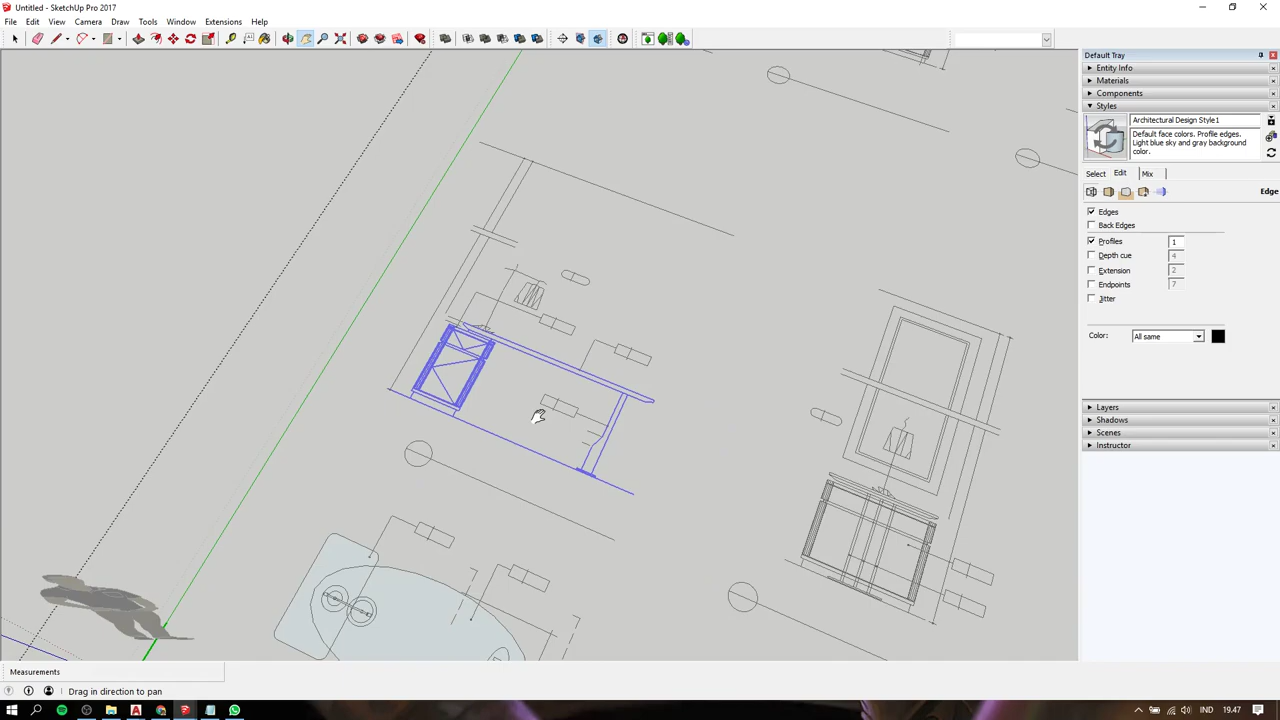 Untitled - SketchUp Pro 2017
File Edit View Camera Draw Tools Window Extensions Help
Default Tray
Entity Info
Materials
Components
Styles
Architectural Design Style1
Default face colors. Profile edges. Light blue sky and gray background color.
Select Edit Mix
Edge
Edges
Back Edges
Profiles 1
Depth cue 4
Extension 2
Endpoints 7
Jitter
Color: All same
Layers
Shadows
Scenes
Instructor
Measurements
Drag in direction to pan
IND 19.47